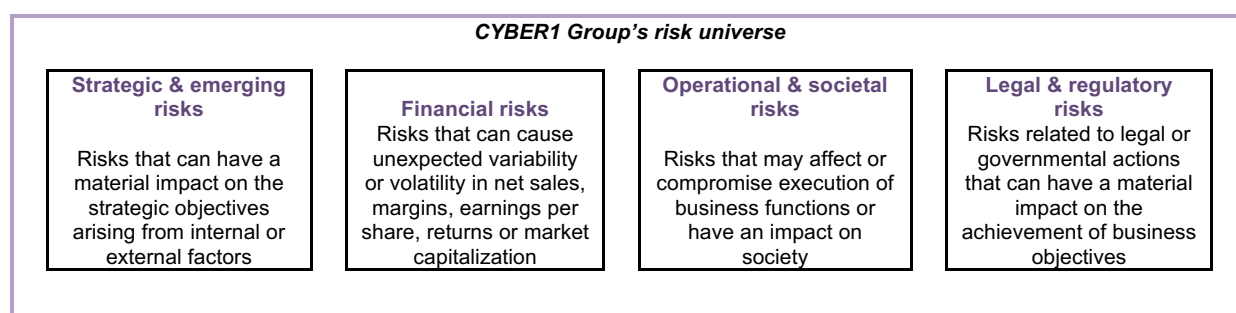 CYBER1 Group's risk universe
Strategic & emerging
risks
Risks that can have a
material impact on the
strategic objectives
arising from internal or
external factors
Financial risks
Risks that can cause
unexpected variability
or volatility in net sales,
margins, earnings per
share, returns or market
capitalization
Operational & societal
risks
Risks that may affect or
compromise execution of
business functions or
have an impact on
society
Legal & regulatory
risks
Risks related to legal or
governmental actions
that can have a material
impact on the
achievement of business
objectives